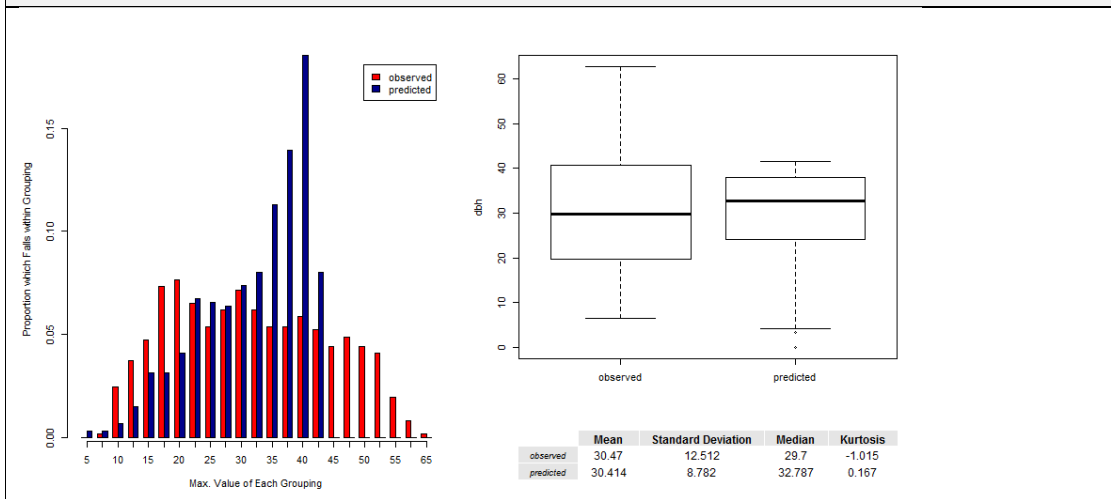 observed
predicted
Proportion which Falls within Grouping
0.00 0.05 0.10 0.15
5 10 15 20 25 30 35 40 45 50 55 60 65
Max. Value of Each Grouping
dbh
0 10 20 30 40 50 60
observed predicted
Mean Standard Deviation Median Kurtosis
observed 30.47 12.512 29.7 -1.015
predicted 30.414 8.782 32.787 0.167